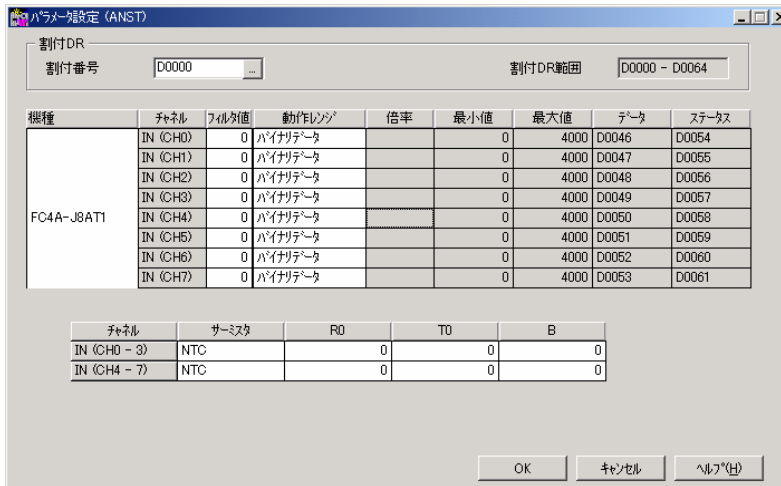 パラメータ設定 (ANST)
割付DR
割付番号 D0000 ... 割付DR範囲 D0000 - D0064
機種 チャネル フィルタ値 動作レンジ 倍率 最小値 最大値 データ ステータス
IN (CH0) 0 バイナリデータ 0 4000 D0046 D0054
IN (CH1) 0 バイナリデータ 0 4000 D0047 D0055
IN (CH2) 0 バイナリデータ 0 4000 D0048 D0056
IN (CH3) 0 バイナリデータ 0 4000 D0049 D0057
FC4A-J8AT1 IN (CH4) 0 バイナリデータ 0 4000 D0050 D0058
IN (CH5) 0 バイナリデータ 0 4000 D0051 D0059
IN (CH6) 0 バイナリデータ 0 4000 D0052 D0060
IN (CH7) 0 バイナリデータ 0 4000 D0053 D0061
チャネル サーミスタ R0 T0 B
IN (CH0 - 3) NTC 0 0 0
IN (CH4 - 7) NTC 0 0 0
OK キャンセル ヘルプ(H)